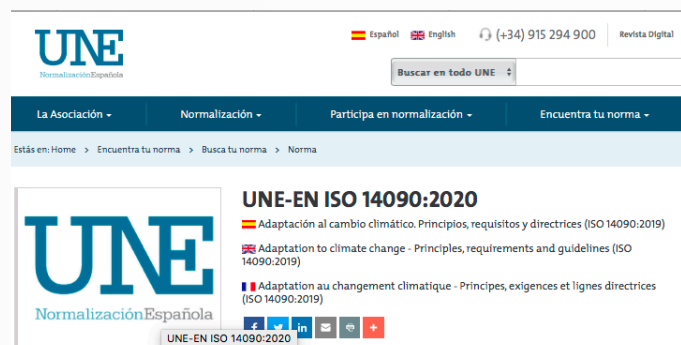 UNE
NormalizaciónEspañola
Español English (+34) 915 294 900 Revista Digital
Buscar en todo UNE
La Asociación Normalización Participa en normalización Encuentra tu norma
Estás en: Home > Encuentra tu norma > Busca tu norma > Norma
UNE
NormalizaciónEspañola
UNE-EN ISO 14090:2020
Adaptación al cambio climático. Principios, requisitos y directrices (ISO 14090:2019)
Adaptation to climate change - Principles, requirements and guidelines (ISO
14090:2019)
Adaptation au changement climatique - Principes, exigences et lignes directrices
(ISO 14090:2019)
UNE-EN ISO 14090:2020